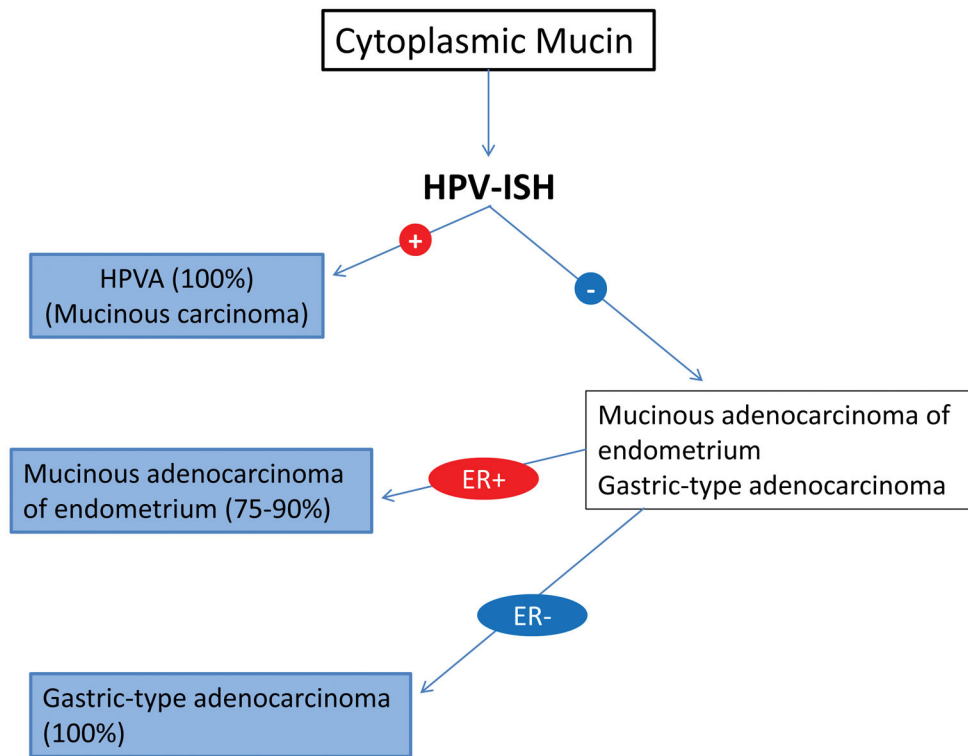 Cytoplasmic Mucin
HPV-ISH
+
HPVA (100%)
(Mucinous carcinoma)
-
Mucinous adenocarcinoma of
endometrium
Gastric-type adenocarcinoma
ER+
Mucinous adenocarcinoma
of endometrium (75-90%)
ER-
Gastric-type adenocarcinoma
(100%)